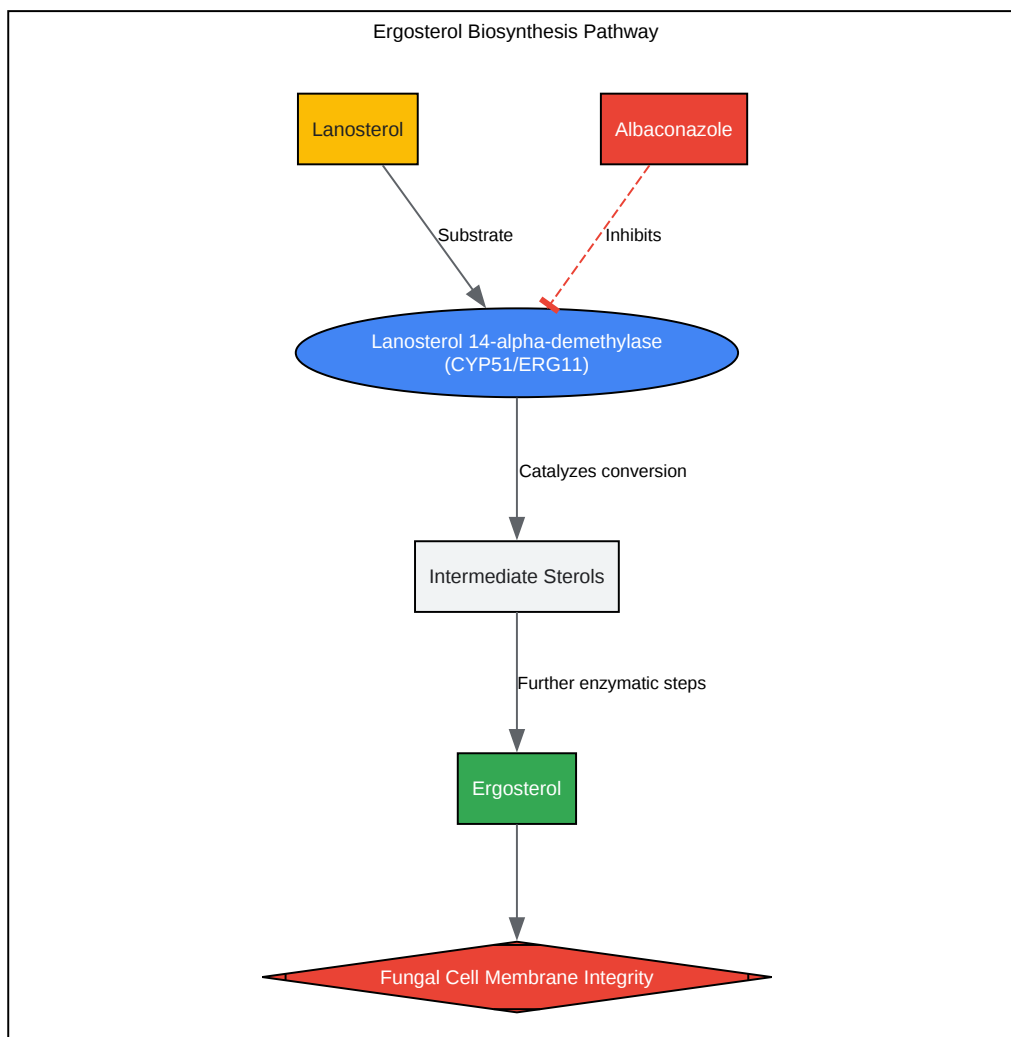 Ergosterol Biosynthesis Pathway
Lanosterol
Albaconazole
Substrate
Inhibits
Lanosterol 14-alpha-demethylase
(CYP51/ERG11)
Catalyzes conversion
Intermediate Sterols
Further enzymatic steps
Ergosterol
Fungal Cell Membrane Integrity